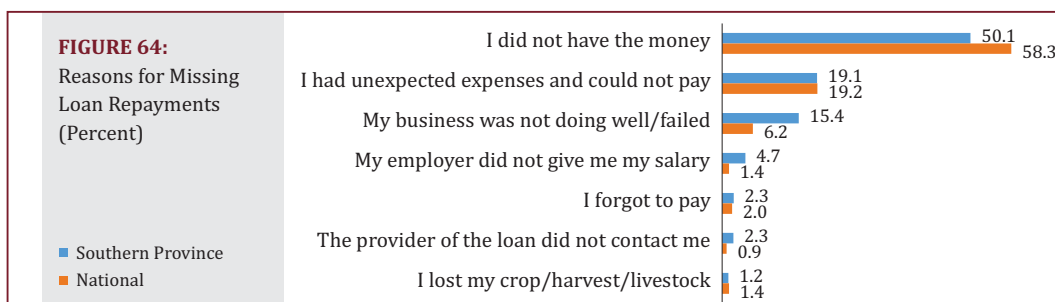 FIGURE 64:
Reasons for Missing
Loan Repayments
(Percent)
Southern Province
National
I did not have the money
50.1
58.3
I had unexpected expenses and could not pay
19.1
19.2
My business was not doing well/failed
15.4
6.2
My employer did not give me my salary
4.7
1.4
I forgot to pay
2.3
2.0
The provider of the loan did not contact me
2.3
0.9
I lost my crop/harvest/livestock
1.2
1.4